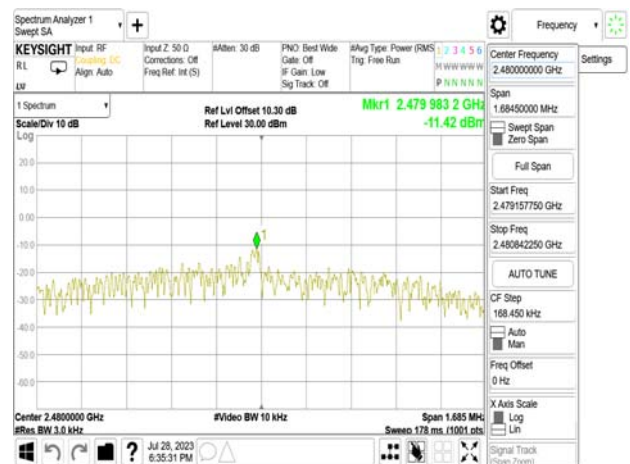 Spectrum Analyzer 1
Swept SA
Frequency
Settings
KEYSIGHT
RL
Input: RF
Coupling: DC
Align: Auto
Input Z: 50 Ω
Corrections: Off
Freq Ref: Int (S)
#Atten: 30 dB
PNO: Best Wide
Gate: Off
IF Gain: Low
Sig Track: Off
#Avg Type: Power (RMS
Trig: Free Run
1 2 3 4 5 6
M W W W W W
P N N N N N
1 Spectrum
Scale/Div 10 dB
Ref Lvl Offset 10.30 dB
Ref Level 30.00 dBm
Mkr1 2.479 983 2 GHz
-11.42 dBm
Log
20.0
10.0
0.00
-10.0
-20.0
-30.0
-40.0
-50.0
-60.0
1
Center 2.4800000 GHz
#Res BW 3.0 kHz
#Video BW 10 kHz
Span 1.685 MHz
Sweep 178 ms (1001 pts
Jul 28, 2023
6:35:31 PM
Center Frequency
2.480000000 GHz
Span
1.68450000 MHz
Swept Span
Zero Span
Full Span
Start Freq
2.479157750 GHz
Stop Freq
2.480842250 GHz
AUTO TUNE
CF Step
168.450 kHz
Auto
Man
Freq Offset
0 Hz
X Axis Scale
Log
Lin
Signal Track
(Span Zoom)